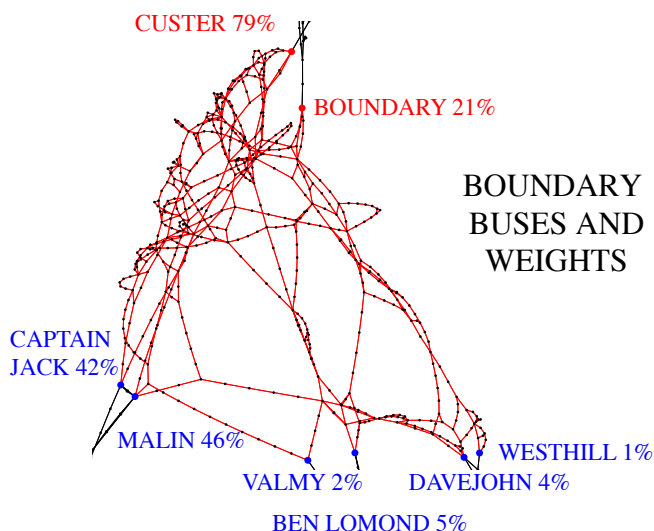 CUSTER 79%
BOUNDARY 21%
BOUNDARY
BUSES AND
WEIGHTS
CAPTAIN
JACK 42%
MALIN 46%
WESTHILL 1%
VALMY 2%
DAVEJOHN 4%
BEN LOMOND 5%